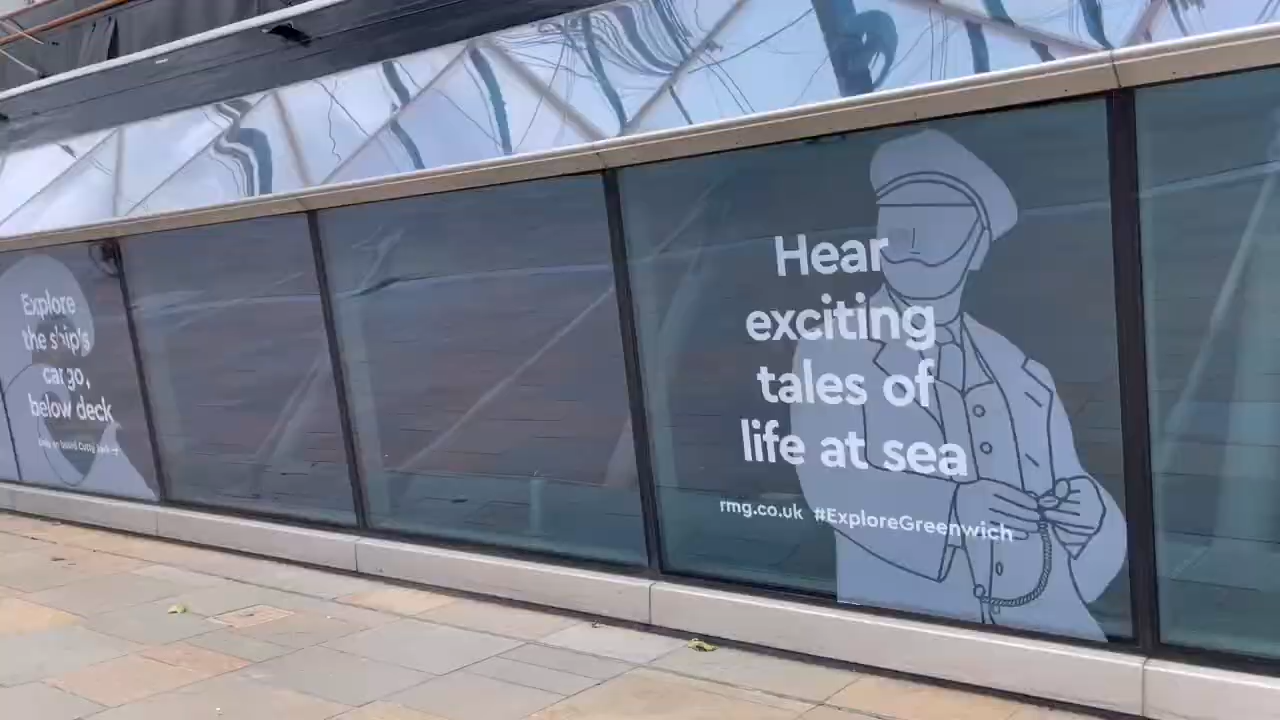 Explore
the ship's
cargo,
below deck
Hear
exciting
tales of
life at sea
rmg.co.uk #ExploreGreenwich